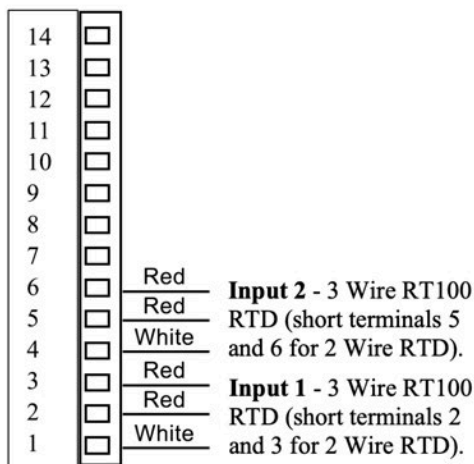 14
13
12
11
10
9
8
7
6
5
4
3
2
1
Red
Red
White
Red
Red
White
Input 2 - 3 Wire RT100
RTD (short terminals 5
and 6 for 2 Wire RTD).
Input 1 - 3 Wire RT100
RTD (short terminals 2
and 3 for 2 Wire RTD).